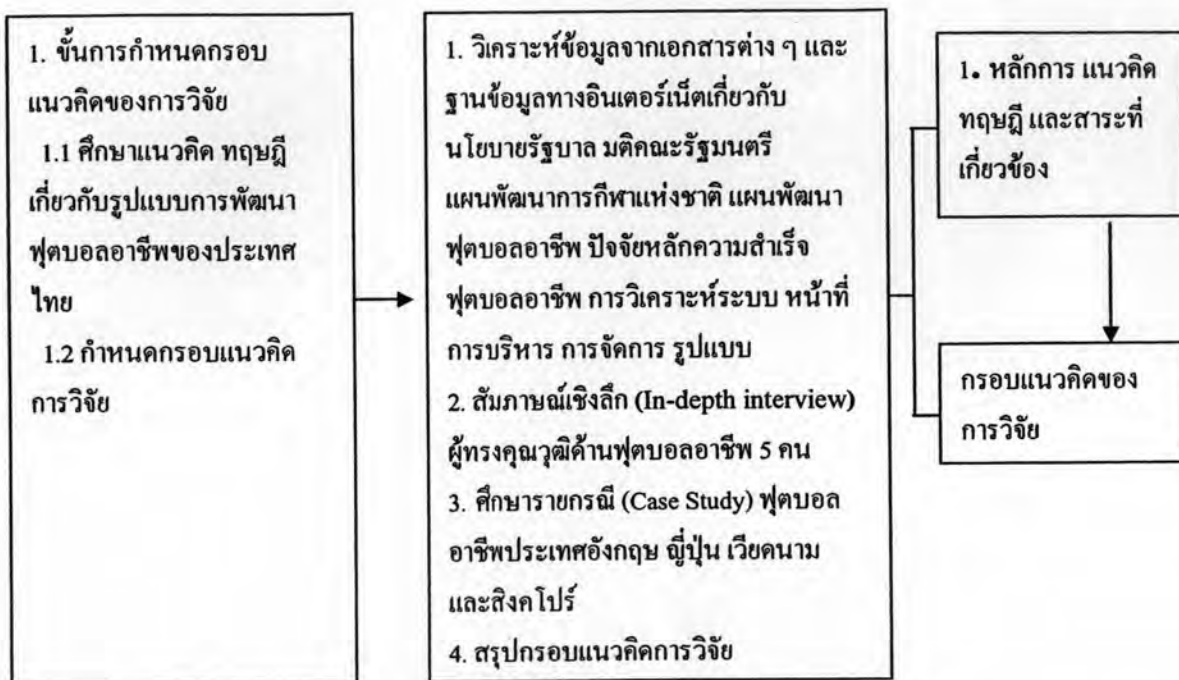 1. ขั้นการกำหนดกรอบ
แนวคิดของการวิจัย
1.1 ศึกษาแนวคิด ทฤษฎี
เกี่ยวกับรูปแบบการพัฒนา
ฟุตบอลอาชีพของประเทศ
ไทย
1.2 กำหนดกรอบแนวคิด
การวิจัย
1. วิเคราะห์ข้อมูลจากเอกสารต่าง ๆ และ
ฐานข้อมูลทางอินเตอร์เน็ตเกี่ยวกับ
นโยบายรัฐบาล มติคณะรัฐมนตรี
แผนพัฒนาการกีฬาแห่งชาติ แผนพัฒนา
ฟุตบอลอาชีพ ปัจจัยหลักความสำเร็จ
ฟุตบอลอาชีพ การวิเคราะห์ระบบ หน้าที่
การบริหาร การจัดการ รูปแบบ
2. สัมภาษณ์เชิงลึก (In-depth interview)
ผู้ทรงคุณวุฒิด้านฟุตบอลอาชีพ 5 คน
3. ศึกษารายกรณี (Case Study) ฟุตบอล
อาชีพประเทศอังกฤษ ญี่ปุ่น เวียดนาม
และสิงคโปร์
4. สรุปกรอบแนวคิดการวิจัย
1. หลักการ แนวคิด
ทฤษฎี และสาระที่
เกี่ยวข้อง
กรอบแนวคิดของ
การวิจัย